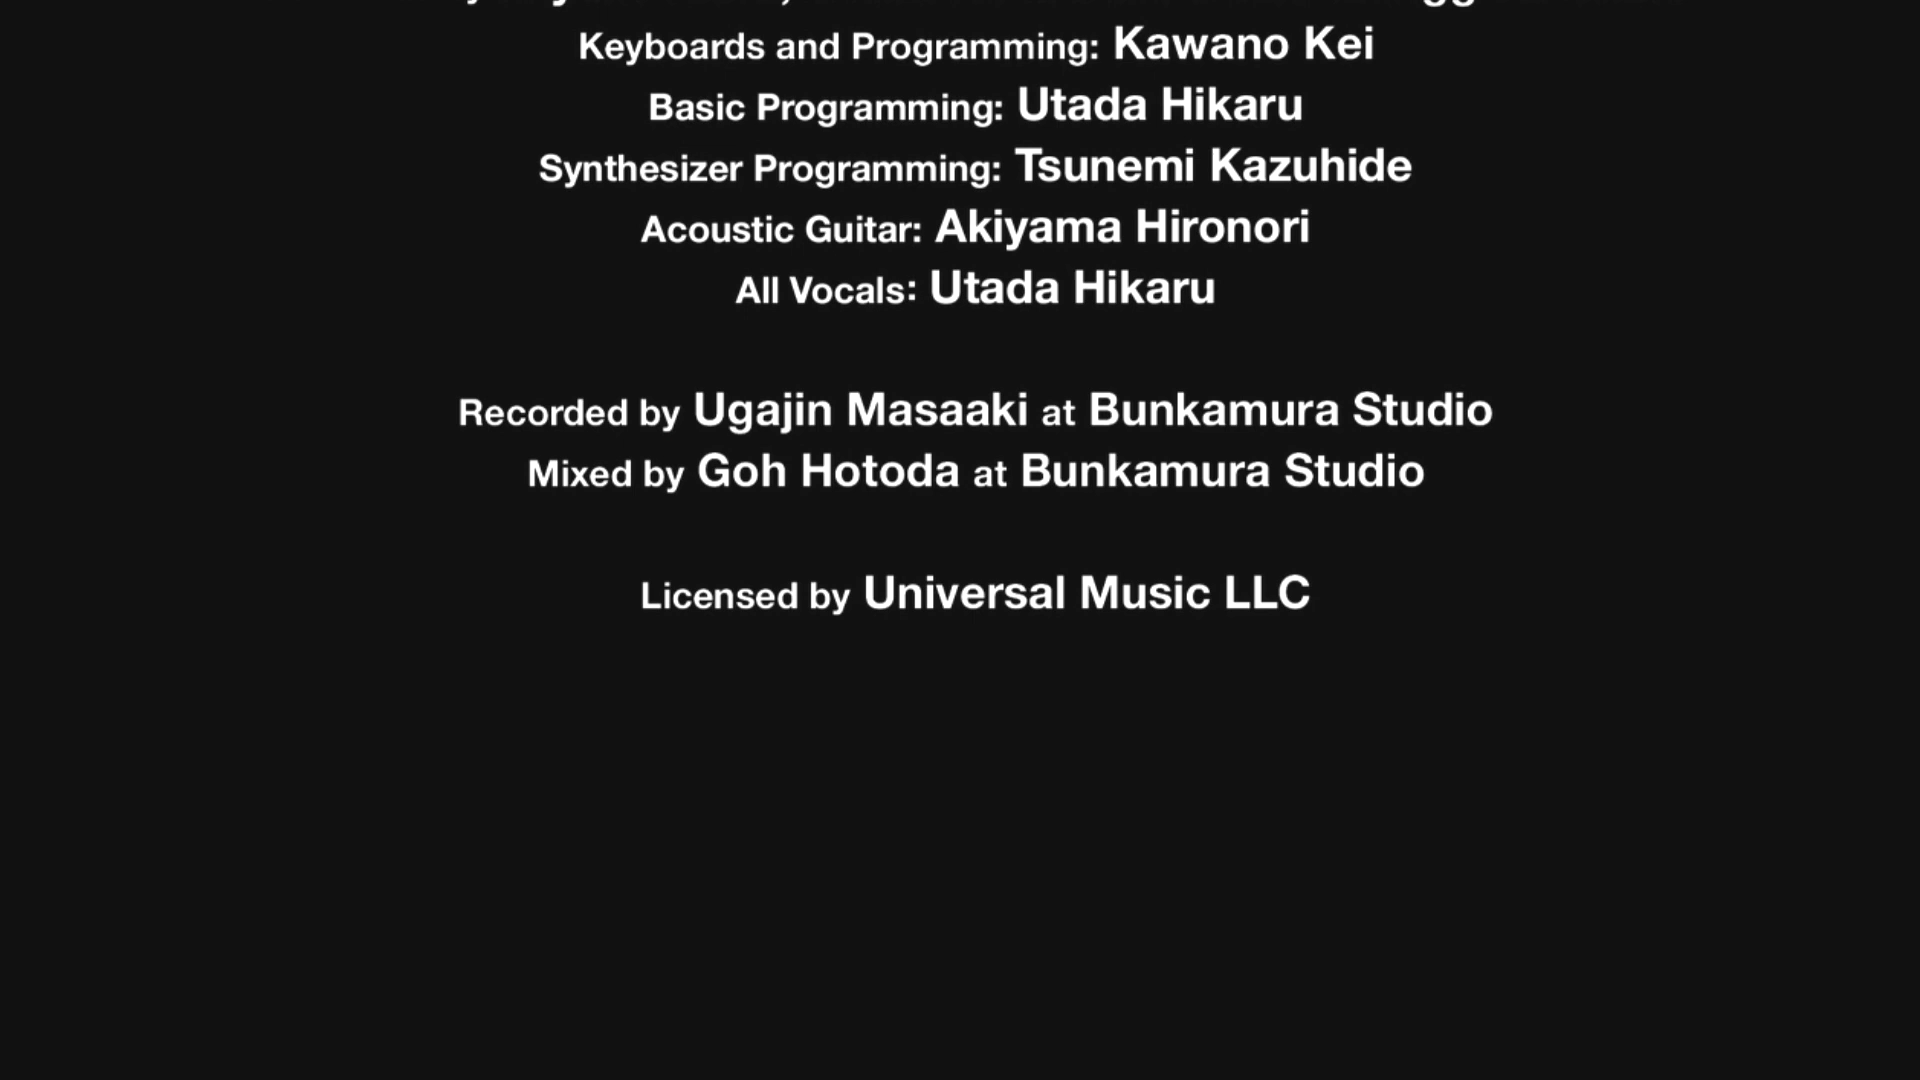 Keyboards and Programming: Kawano Kei
Basic Programming: Utada Hikaru
Synthesizer Programming: Tsunemi Kazuhide
Acoustic Guitar: Akiyama Hironori
All Vocals: Utada Hikaru
Recorded by Ugajin Masaaki at Bunkamura Studio
Mixed by Goh Hotoda at Bunkamura Studio
Licensed by Universal Music LLC